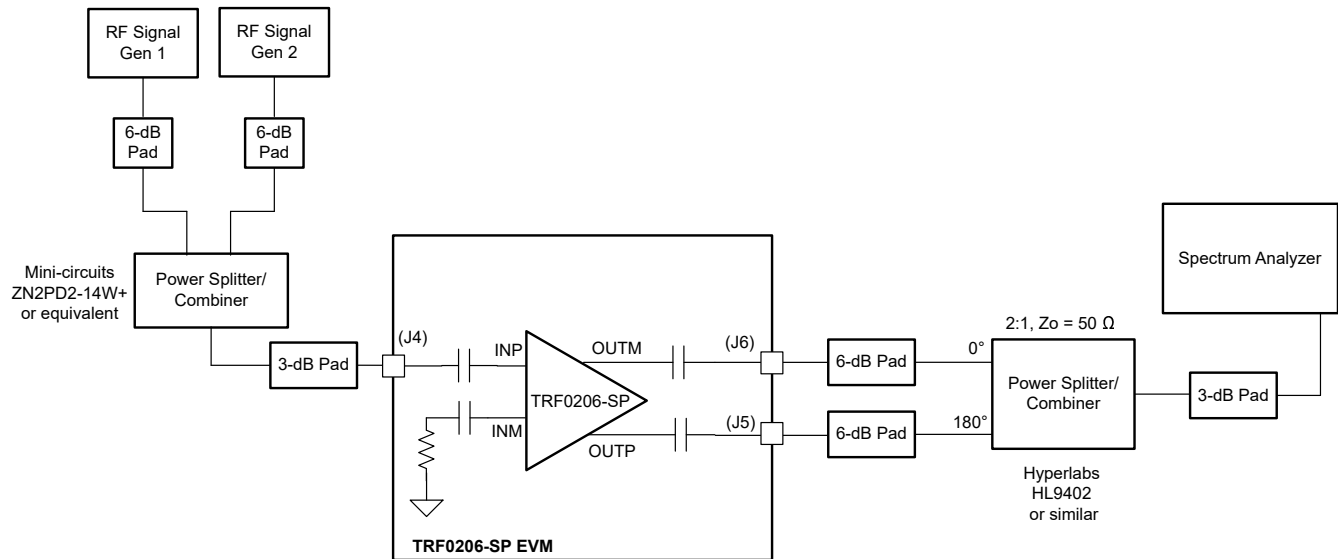 RF Signal
Gen 1
RF Signal
Gen 2
6-dB
Pad
6-dB
Pad
Mini-circuits
ZN2PD2-14W+
or equivalent
Power Splitter/
Combiner
3-dB Pad
(J4)
INP
INM
TRF0206-SP
OUTM
OUTP
(J6)
(J5)
TRF0206-SP EVM
6-dB Pad
6-dB Pad
0°
180°
2:1, Zo = 50 Ω
Power Splitter/
Combiner
Hyperlabs
HL9402
or similar
3-dB Pad
Spectrum Analyzer